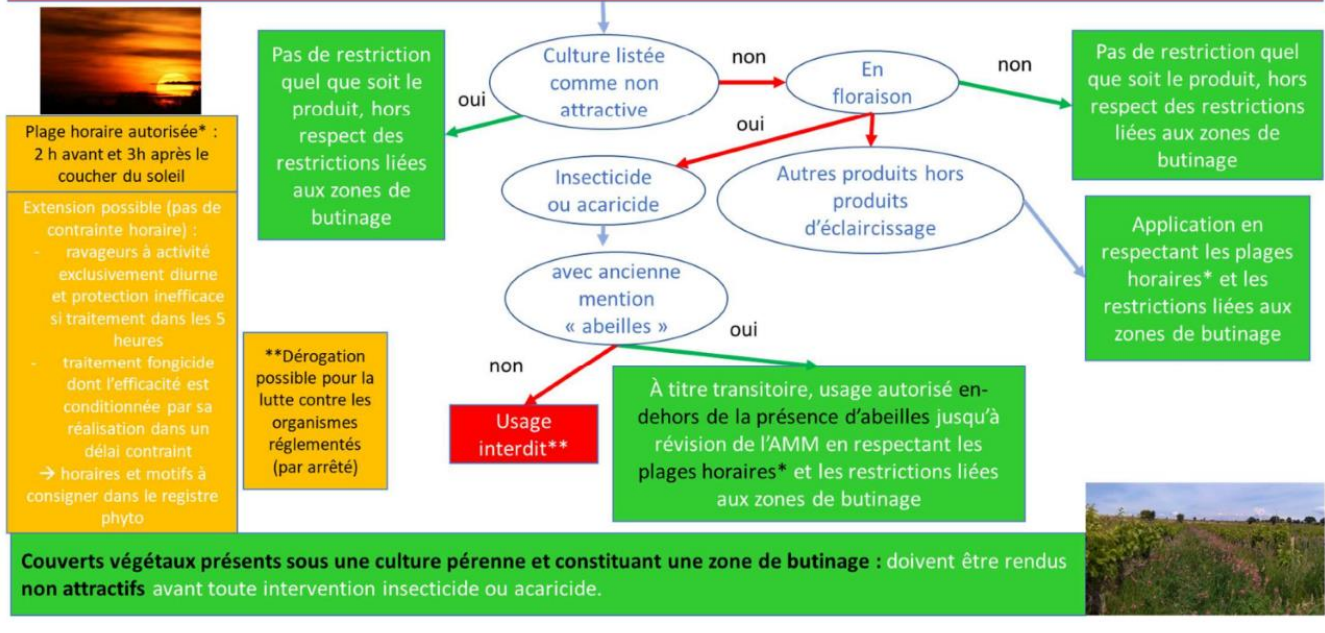 Plage horaire autorisée* :
2 h avant et 3h après le
coucher du soleil
Extension possible (pas de
contrainte horaire) :
- ravageurs à activité
exclusivement diurne
et protection inefficace
si traitement dans les 5
heures
- traitement fongicide
dont l'efficacité est
conditionnée par sa
réalisation dans un
délai contraint
→ horaires et motifs à
consigner dans le registre
phyto
Pas de restriction
quel que soit le
produit, hors
respect des
restrictions liées
aux zones de
butinage
oui
Culture listée
comme non
attractive
non
En
floraison
non
Pas de restriction quel
que soit le produit, hors
respect des restrictions
liées aux zones de
butinage
oui
Insecticide
ou acaricide
Autres produits hors
produits
d'éclaircissage
Application en
respectant les plages
horaires* et les
restrictions liées aux
zones de butinage
avec ancienne
mention
« abeilles »
oui
non
**Dérogation
possible pour la
lutte contre les
organismes
réglementés
(par arrêté)
Usage
interdit**
À titre transitoire, usage autorisé en-
dehors de la présence d'abeilles jusqu'à
révision de l'AMM en respectant les
plages horaires* et les restrictions liées
aux zones de butinage
Couverts végétaux présents sous une culture pérenne et constituant une zone de butinage : doivent être rendus
non attractifs avant toute intervention insecticide ou acaricide.